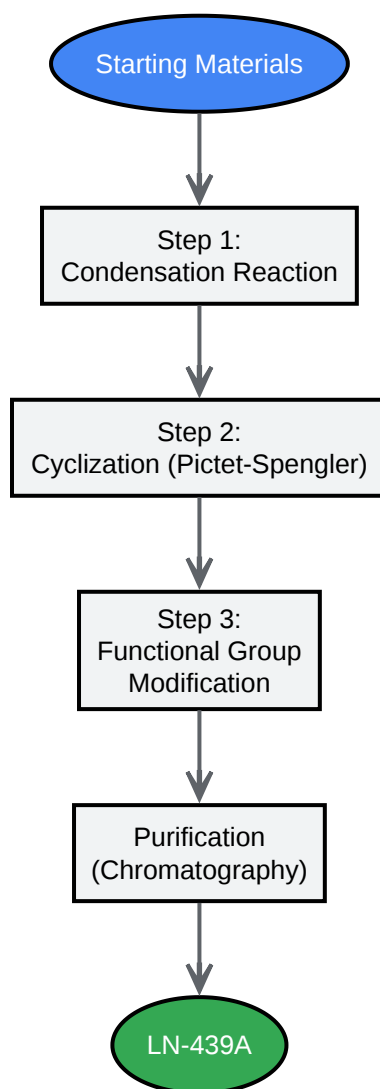 Starting Materials
Step 1:
Condensation Reaction
Step 2:
Cyclization (Pictet-Spengler)
Step 3:
Functional Group
Modification
Purification
(Chromatography)
LN-439A